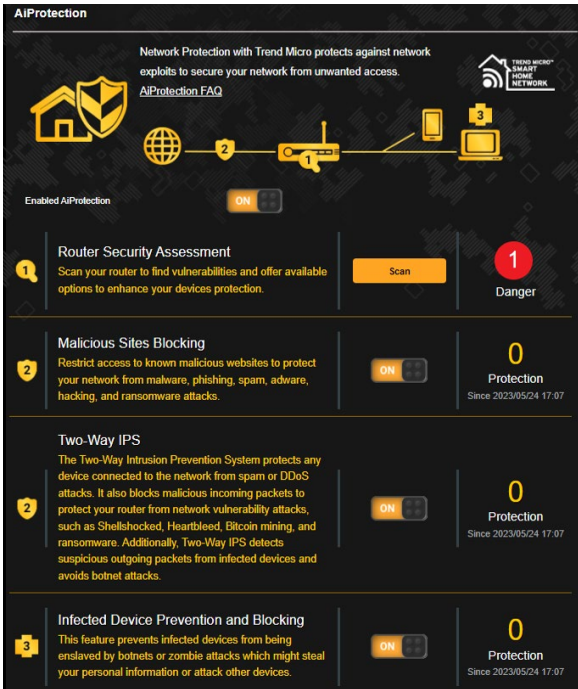 AiProtection
Network Protection with Trend Micro protects against network
exploits to secure your network from unwanted access.
AiProtection FAQ
TREND MICRO™
SMART
HOME
NETWORK
3
2
1
Enabled AiProtection
ON
1
Router Security Assessment
Scan your router to find vulnerabilities and offer available
options to enhance your devices protection.
Scan
1
Danger
2
Malicious Sites Blocking
Restrict access to known malicious websites to protect
your network from malware, phishing, spam, adware,
hacking, and ransomware attacks.
ON
0
Protection
Since 2023/05/24 17:07
2
Two-Way IPS
The Two-Way Intrusion Prevention System protects any
device connected to the network from spam or DDoS
attacks. It also blocks malicious incoming packets to
protect your router from network vulnerability attacks,
such as Shellshocked, Heartbleed, Bitcoin mining, and
ransomware. Additionally, Two-Way IPS detects
suspicious outgoing packets from infected devices and
avoids botnet attacks.
ON
0
Protection
Since 2023/05/24 17:07
3
Infected Device Prevention and Blocking
This feature prevents infected devices from being
enslaved by botnets or zombie attacks which might steal
your personal information or attack other devices.
ON
0
Protection
Since 2023/05/24 17:07